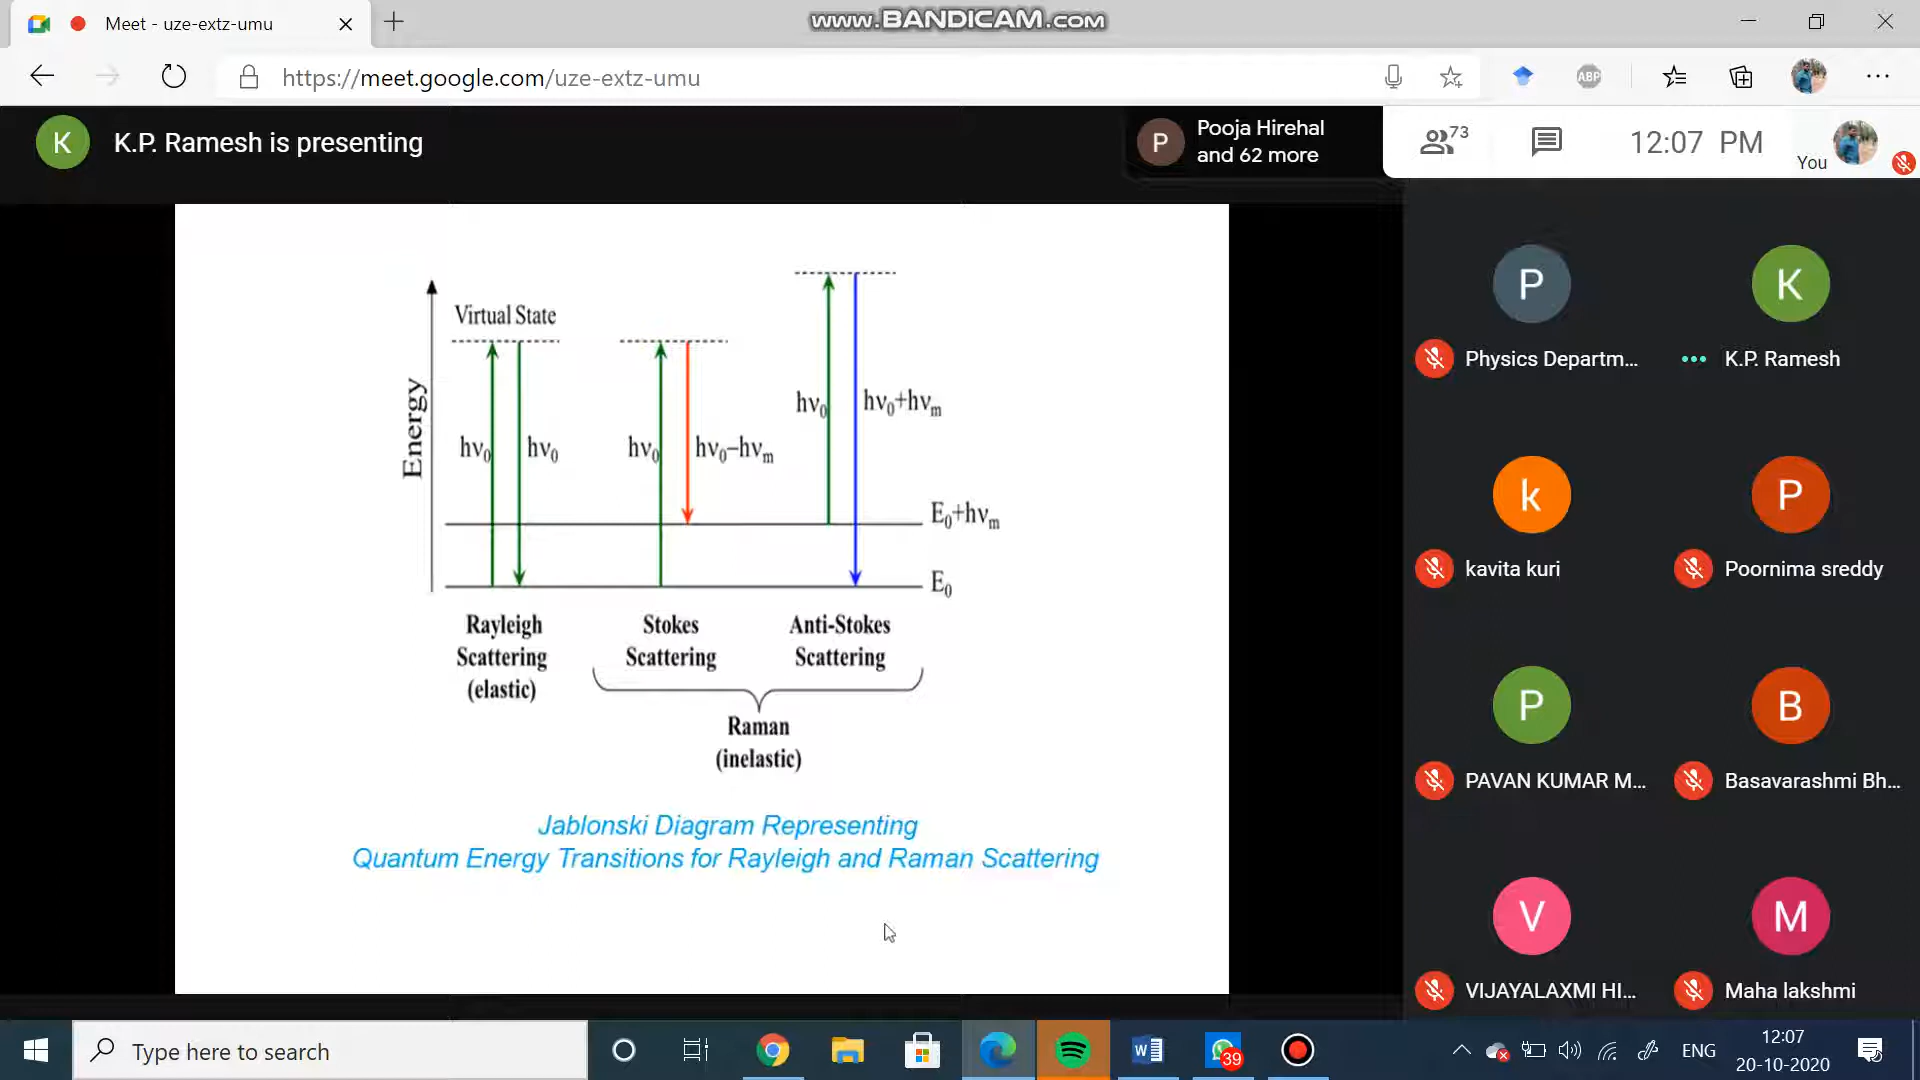 Meet - uze-extz-umu
www.BANDICAM.com
https://meet.google.com/uze-extz-umu
ABP
K
K.P. Ramesh is presenting
P
Pooja Hirehal
and 62 more
73
12:07 PM
You
Virtual State
Energy
hν0
hν0
hν0
hν0–hνm
hν0
hν0+hνm
E0+hνm
E0
Rayleigh
Scattering
(elastic)
Stokes
Scattering
Anti-Stokes
Scattering
Raman
(inelastic)
Jablonski Diagram Representing
Quantum Energy Transitions for Rayleigh and Raman Scattering
P
Physics Departm...
K
K.P. Ramesh
k
kavita kuri
P
Poornima sreddy
P
PAVAN KUMAR M...
B
Basavarashmi Bh...
V
VIJAYALAXMI HI...
M
Maha lakshmi
Type here to search
39
ENG
12:07
20-10-2020